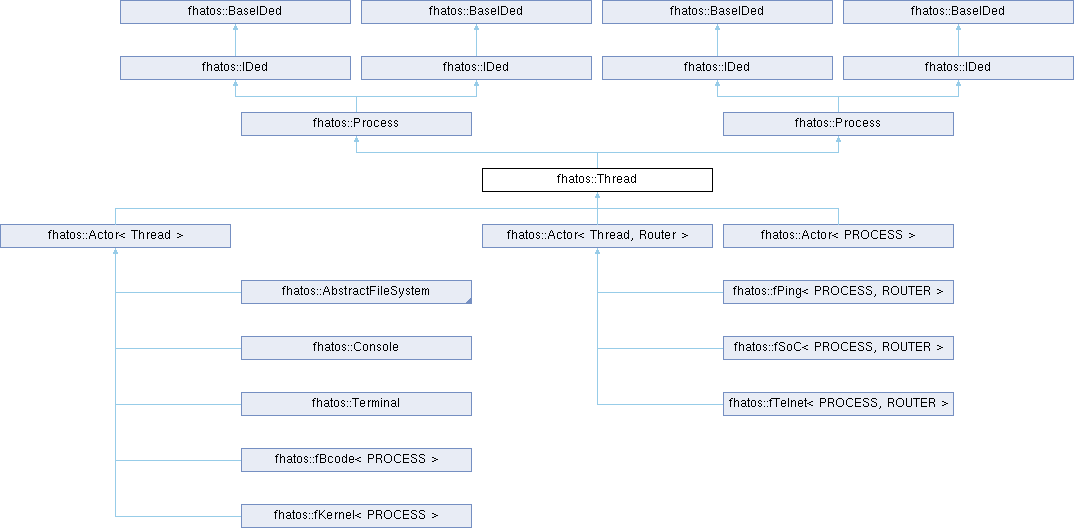 fhatos::BaseIDed
fhatos::BaseIDed
fhatos::BaseIDed
fhatos::BaseIDed
fhatos::IDed
fhatos::IDed
fhatos::IDed
fhatos::IDed
fhatos::Process
fhatos::Process
fhatos::Thread
fhatos::Actor< Thread >
fhatos::Actor< Thread, Router >
fhatos::Actor< PROCESS >
fhatos::AbstractFileSystem
fhatos::fPing< PROCESS, ROUTER >
fhatos::Console
fhatos::fSoC< PROCESS, ROUTER >
fhatos::Terminal
fhatos::fTelnet< PROCESS, ROUTER >
fhatos::fBcode< PROCESS >
fhatos::fKernel< PROCESS >